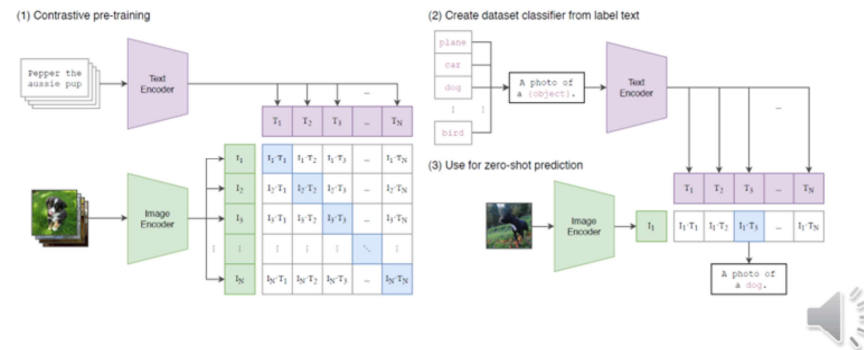 (1) Contrastive pre-training
Pepper the
aussie pup
Text
Encoder
...
T1 T2 T3 ... TN
I1 I1·T1 I1·T2 I1·T3 ... I1·TN
I2 I2·T1 I2·T2 I2·T3 ... I2·TN
I3 I3·T1 I3·T2 I3·T3 ... I3·TN
Image
Encoder
⋮ ⋮ ⋮ ⋮ ⋱ ⋮
IN IN·T1 IN·T2 IN·T3 ... IN·TN
(2) Create dataset classifier from label text
plane
car
dog
⋮
bird
A photo of
a {object}.
Text
Encoder
...
(3) Use for zero-shot prediction
T1 T2 T3 ... TN
Image
Encoder
I1 I1·T1 I1·T2 I1·T3 ... I1·TN
A photo of
a dog.